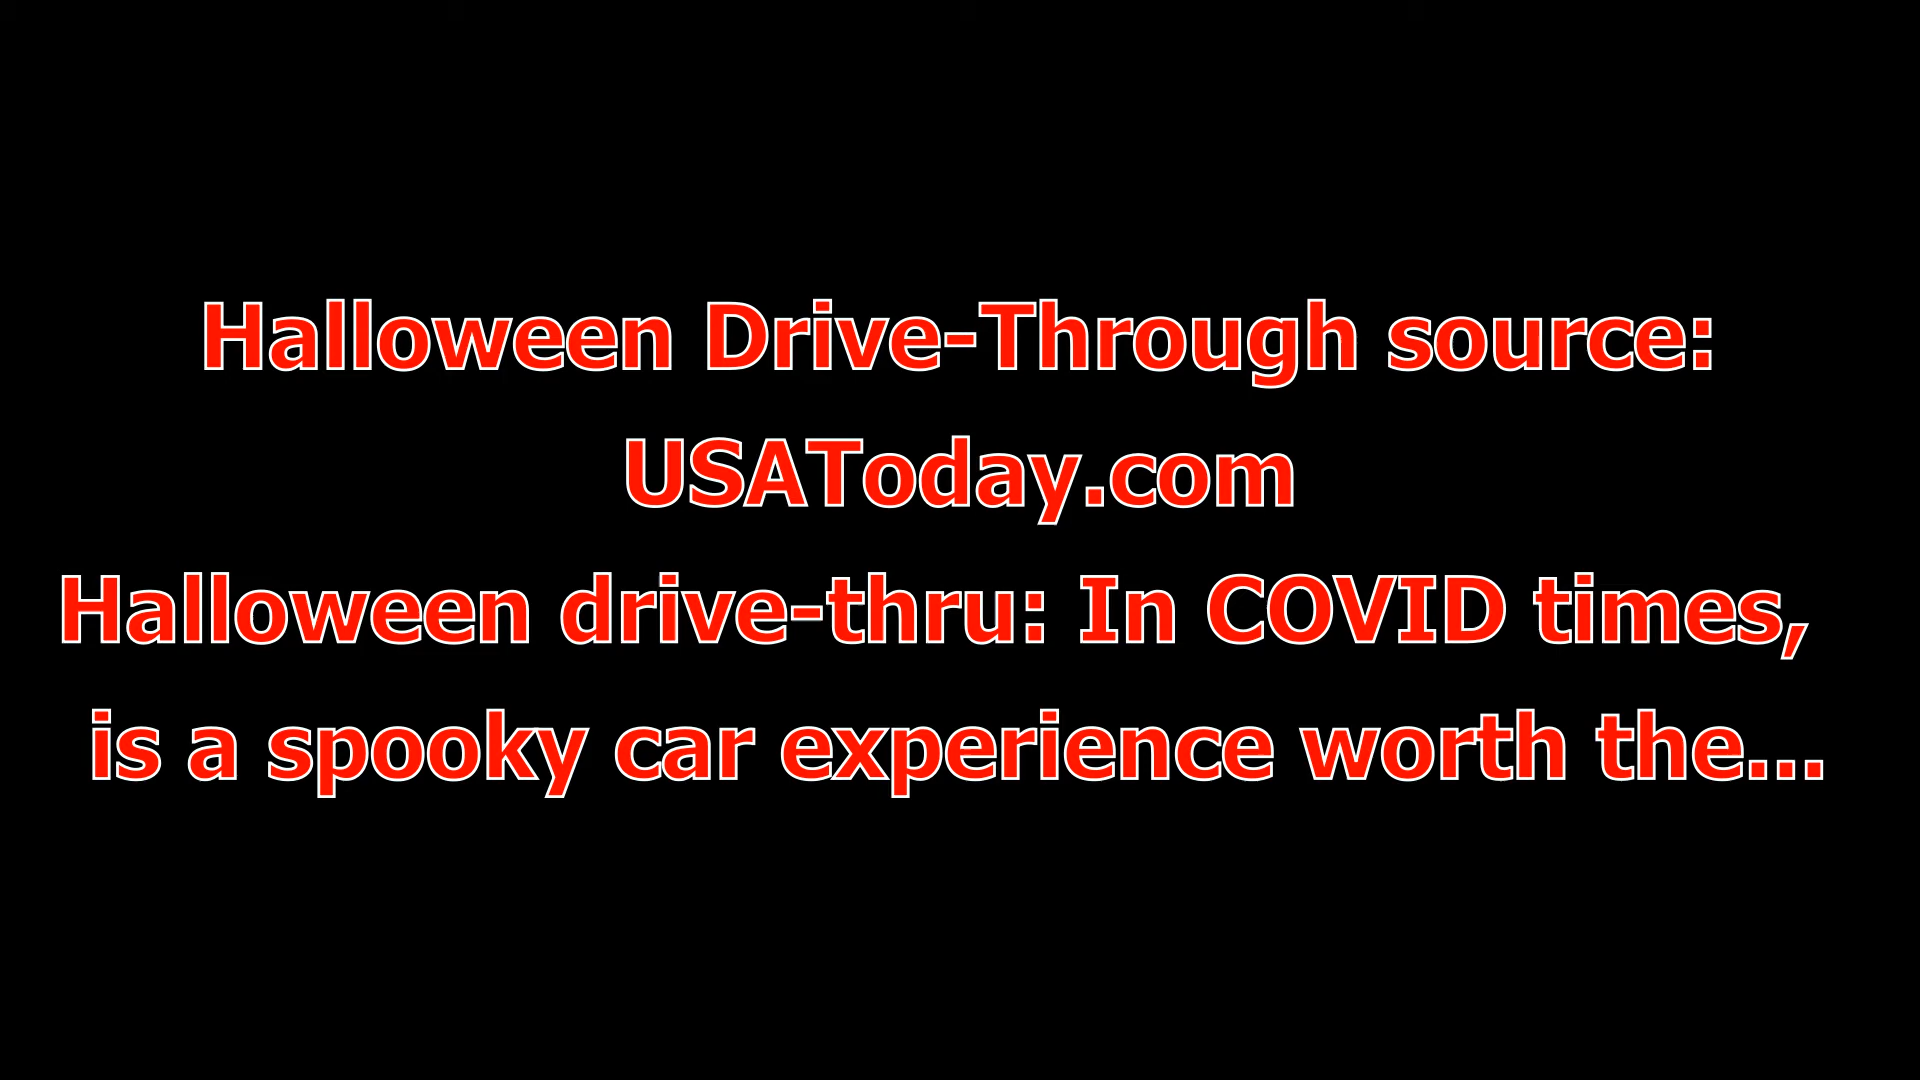 Halloween Drive-Through source:
USAToday.com
Halloween drive-thru: In COVID times,
is a spooky car experience worth the...